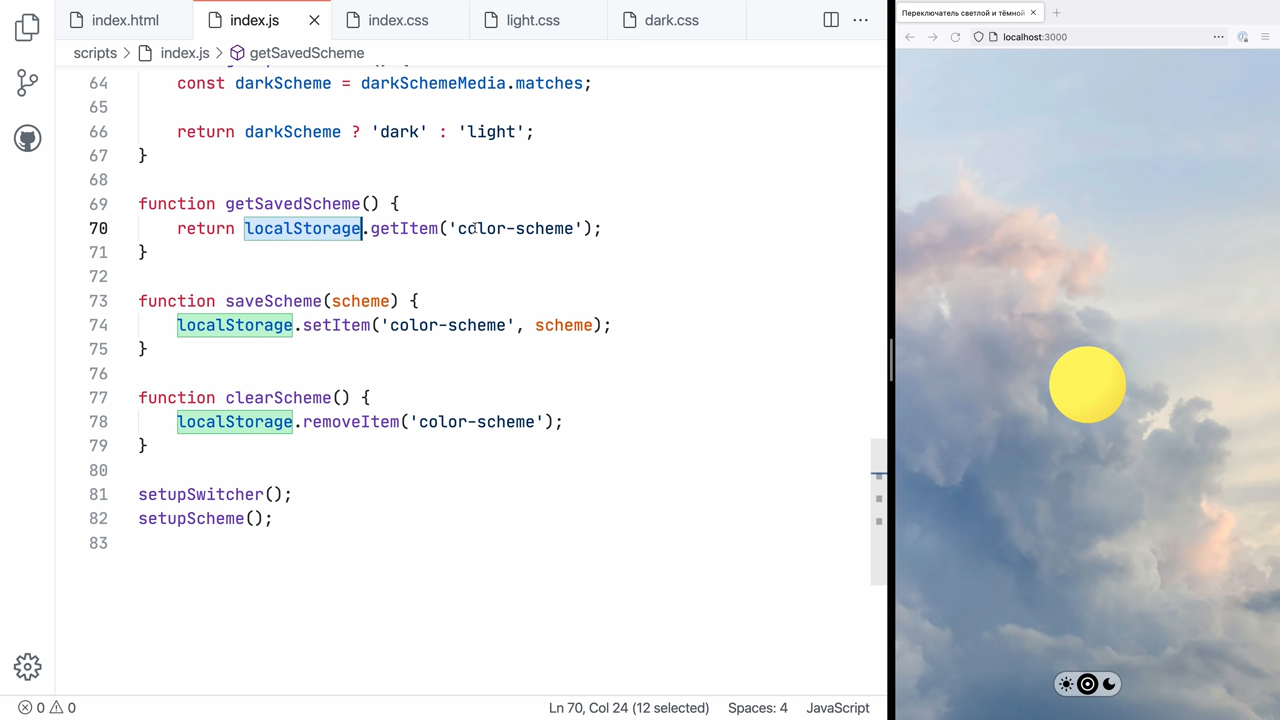 index.html
index.js
index.css
light.css
dark.css
scripts
index.js
getSavedScheme
64 const darkScheme = darkSchemeMedia.matches;
65
66 return darkScheme ? 'dark' : 'light';
67 }
68
69 function getSavedScheme() {
70 return localStorage.getItem('color-scheme');
71 }
72
73 function saveScheme(scheme) {
74 localStorage.setItem('color-scheme', scheme);
75 }
76
77 function clearScheme() {
78 localStorage.removeItem('color-scheme');
79 }
80
81 setupSwitcher();
82 setupScheme();
83
0 0
Ln 70, Col 24 (12 selected)
Spaces: 4
JavaScript
Переключатель светлой и тёмной
localhost:3000